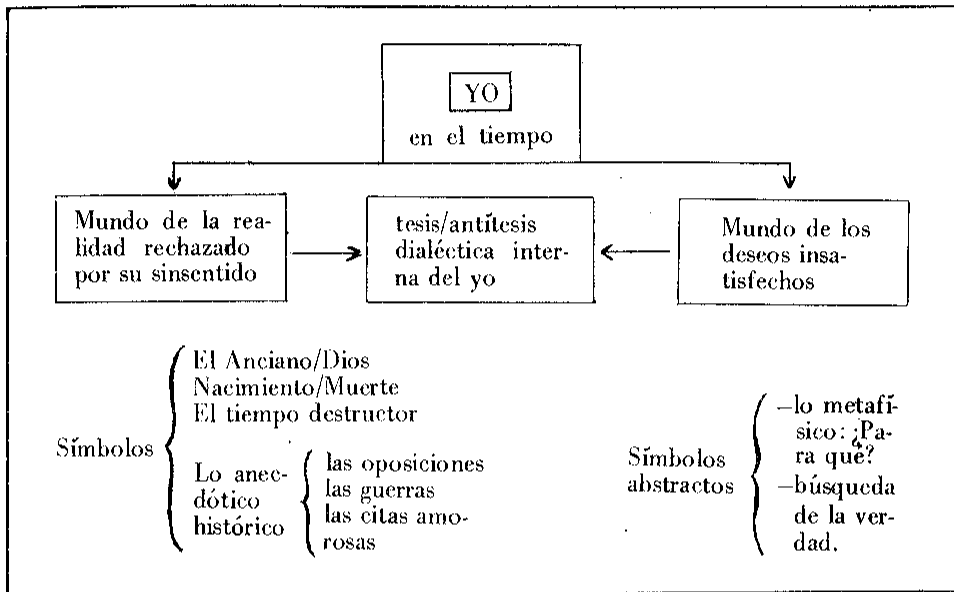 YO
en el tiempo
Mundo de la rea-
lidad rechazado
por su sinsentido
tesis/antítesis
dialéctica inter-
na del yo
Mundo de los
deseos insa-
tisfechos
Símbolos
El Anciano/Dios
Nacimiento/Muerte
El tiempo destructor
Lo anec-
dótico
histórico
las oposiciones
las guerras
las citas amo-
rosas
Símbolos
abstractos
—lo metafí-
sico: ¿Pa-
ra qué?
—búsqueda
de la ver-
dad.